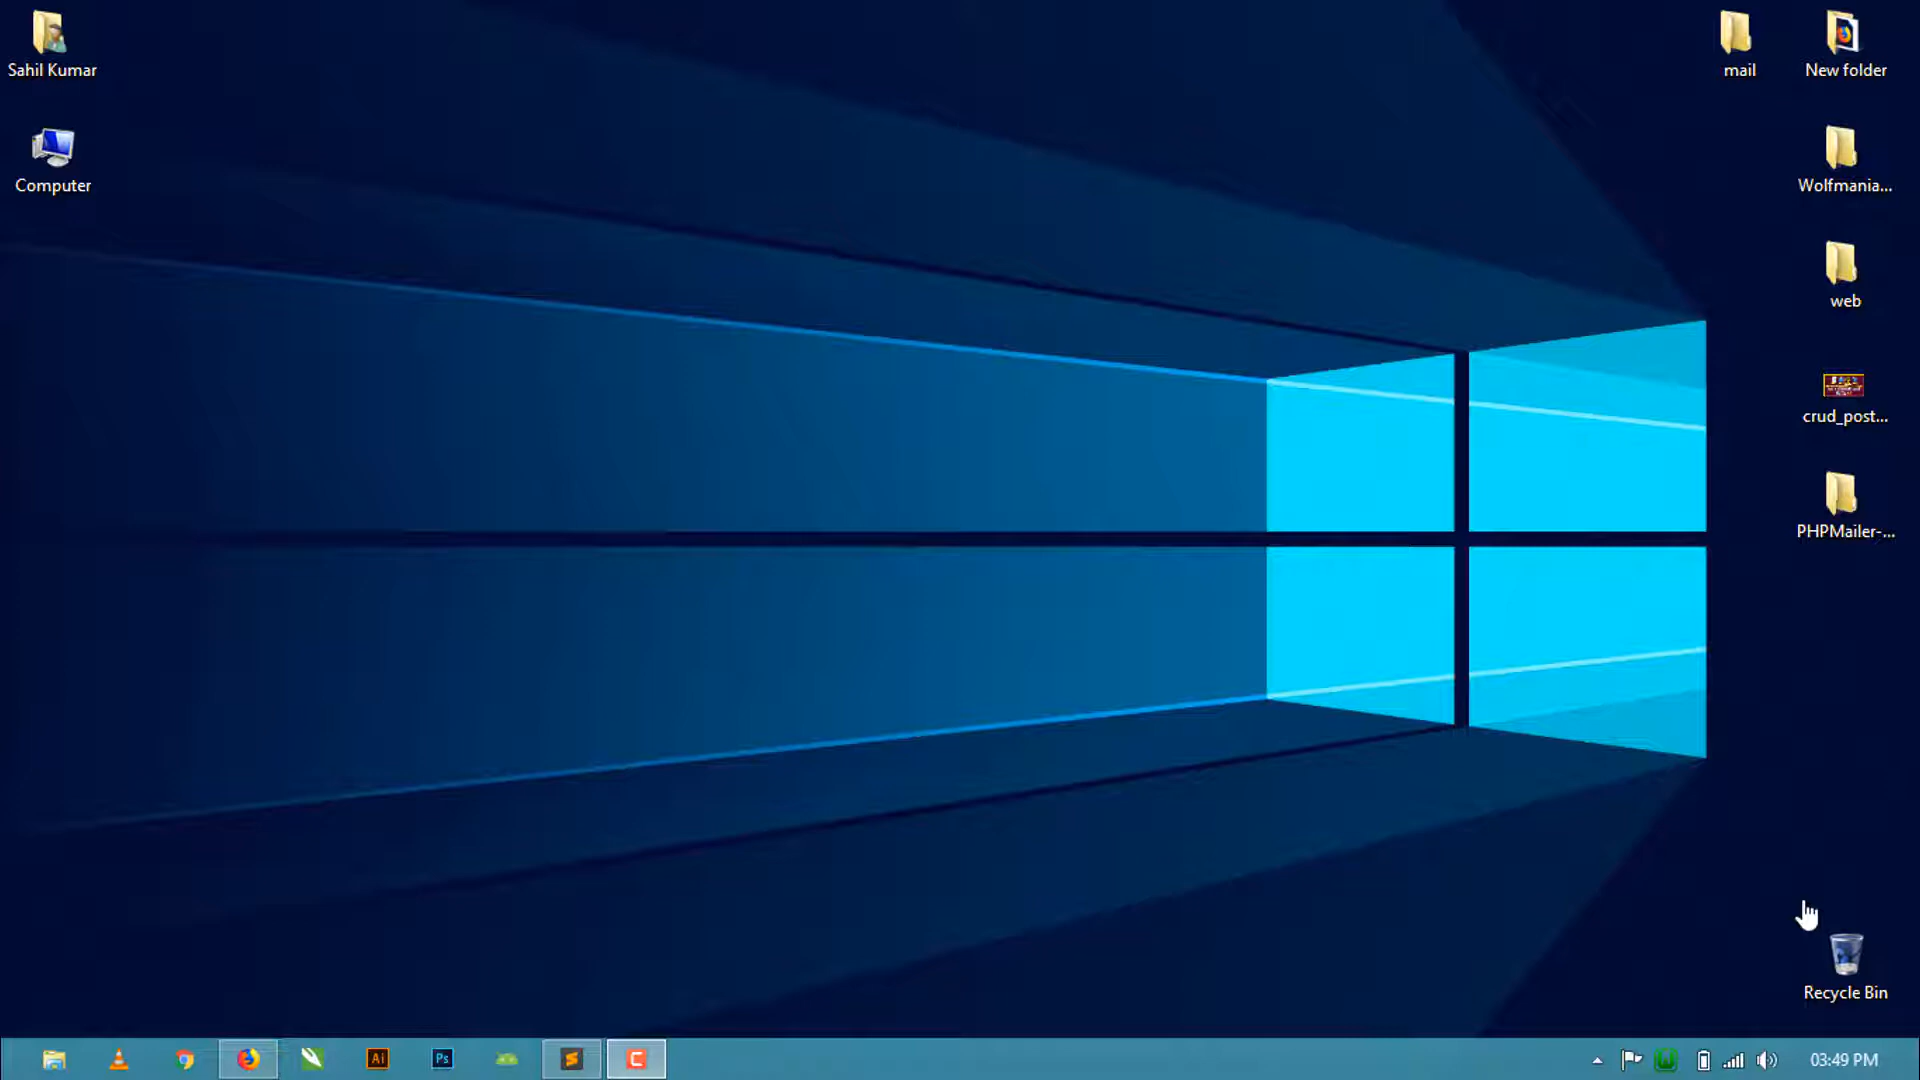 Sahil Kumar
mail
New folder
Computer
Wolfmania...
web
crud_post...
PHPMailer-...
Recycle Bin
Ai
Ps
C
03:49 PM